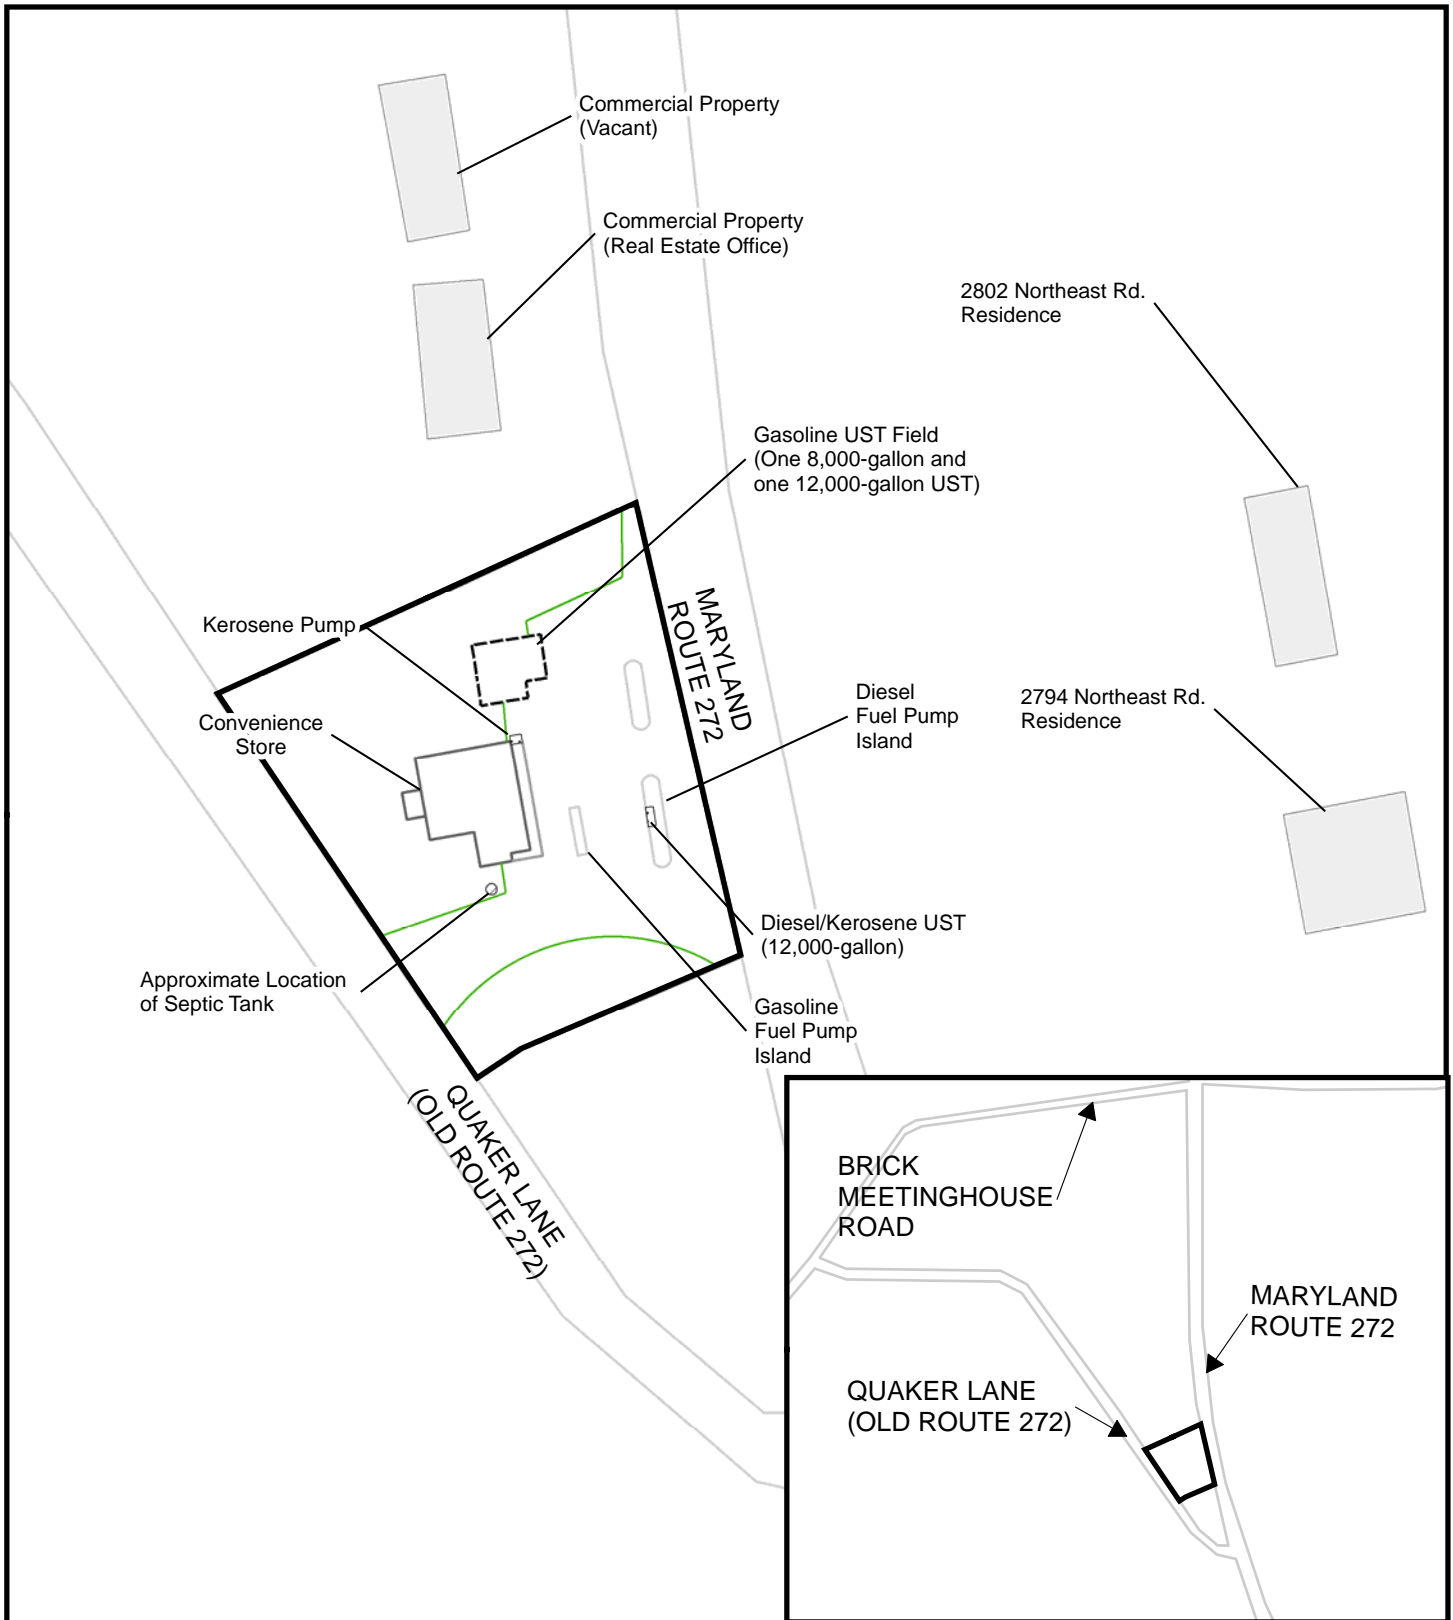 Commercial Property
(Vacant)
Commercial Property
(Real Estate Office)
2802 Northeast Rd.
Residence
Gasoline UST Field
(One 8,000-gallon and
one 12,000-gallon UST)
Kerosene Pump
MARYLAND
ROUTE 272
Convenience
Store
Diesel
Fuel Pump
Island
2794 Northeast Rd.
Residence
Diesel/Kerosene UST
(12,000-gallon)
Approximate Location
of Septic Tank
Gasoline
Fuel Pump
Island
QUAKER LANE
(OLD ROUTE 272)
BRICK
MEETINGHOUSE
ROAD
MARYLAND
ROUTE 272
QUAKER LANE
(OLD ROUTE 272)